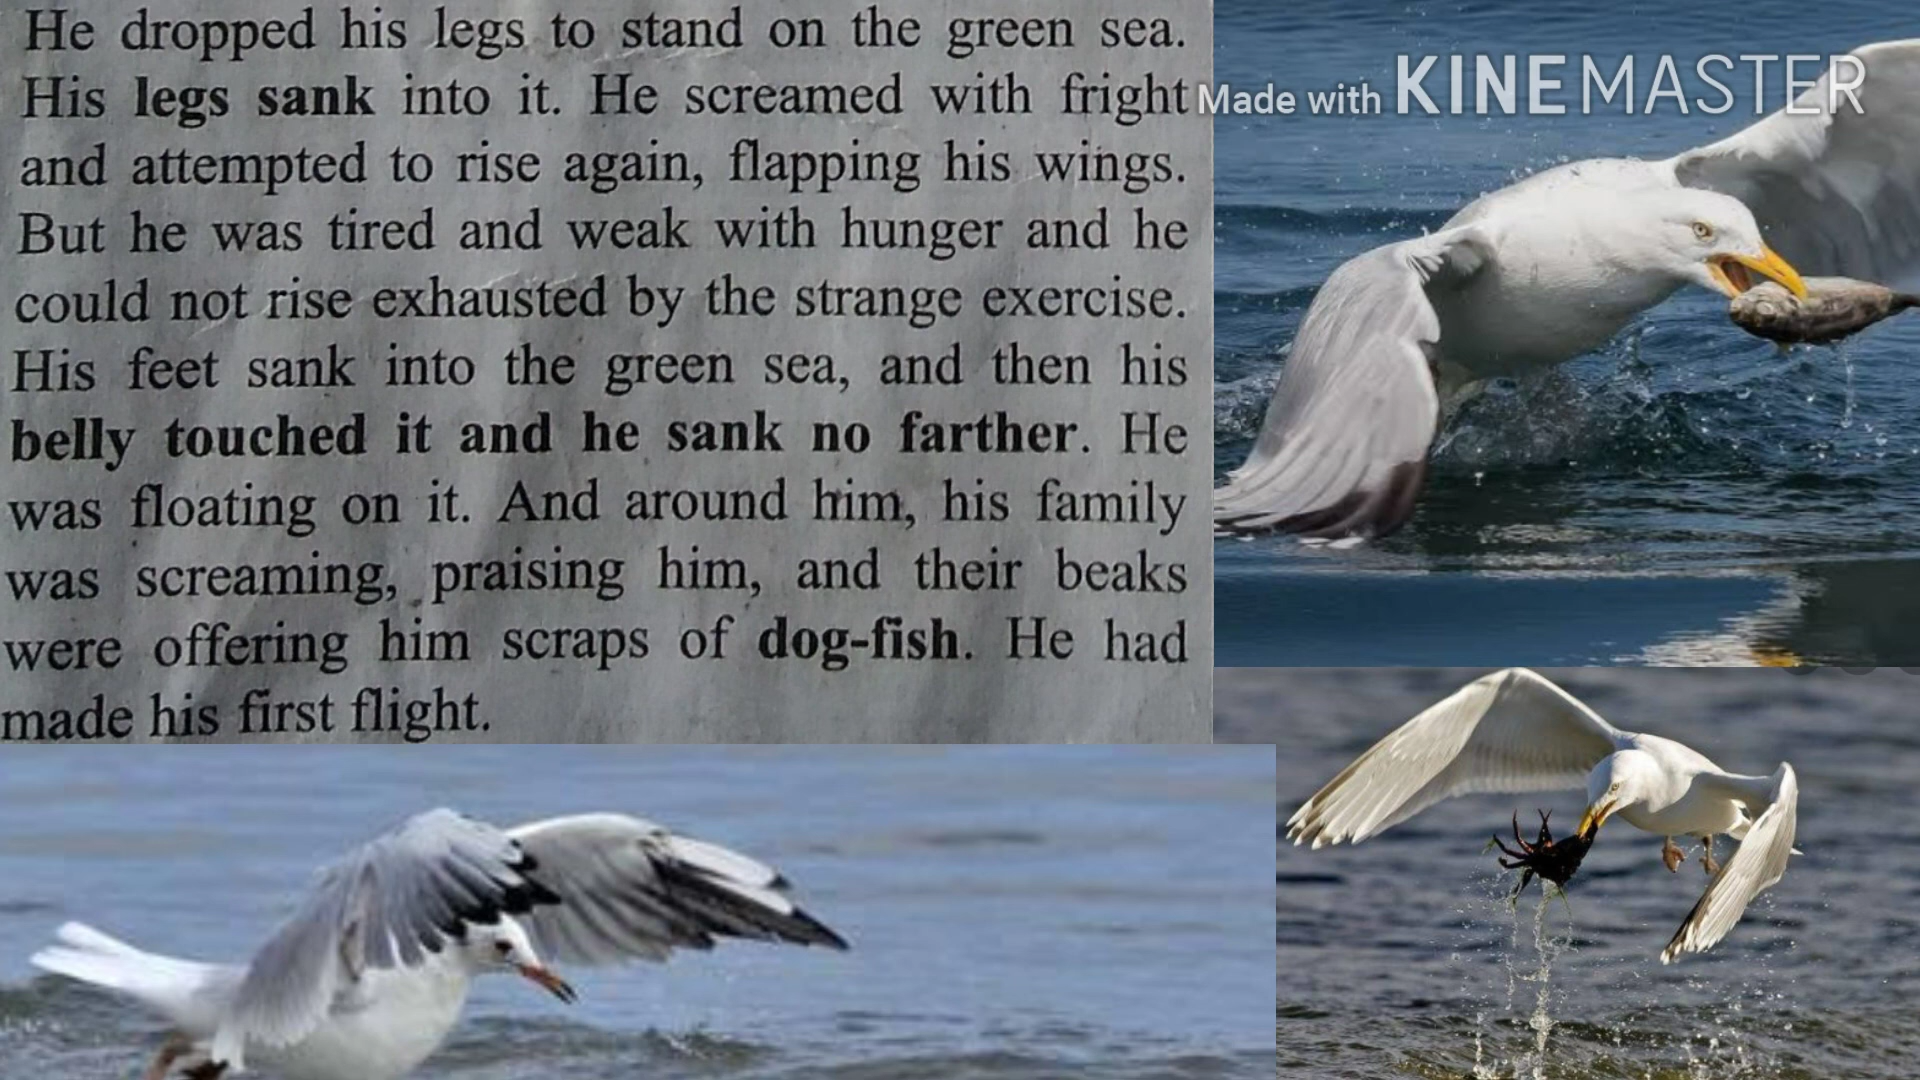 He dropped his legs to stand on the green sea.
His legs sank into it. He screamed with fright
and attempted to rise again, flapping his wings.
But he was tired and weak with hunger and he
could not rise exhausted by the strange exercise.
His feet sank into the green sea, and then his
belly touched it and he sank no farther. He
was floating on it. And around him, his family
was screaming, praising him, and their beaks
were offering him scraps of dog-fish. He had
made his first flight.
Made with KINEMASTER